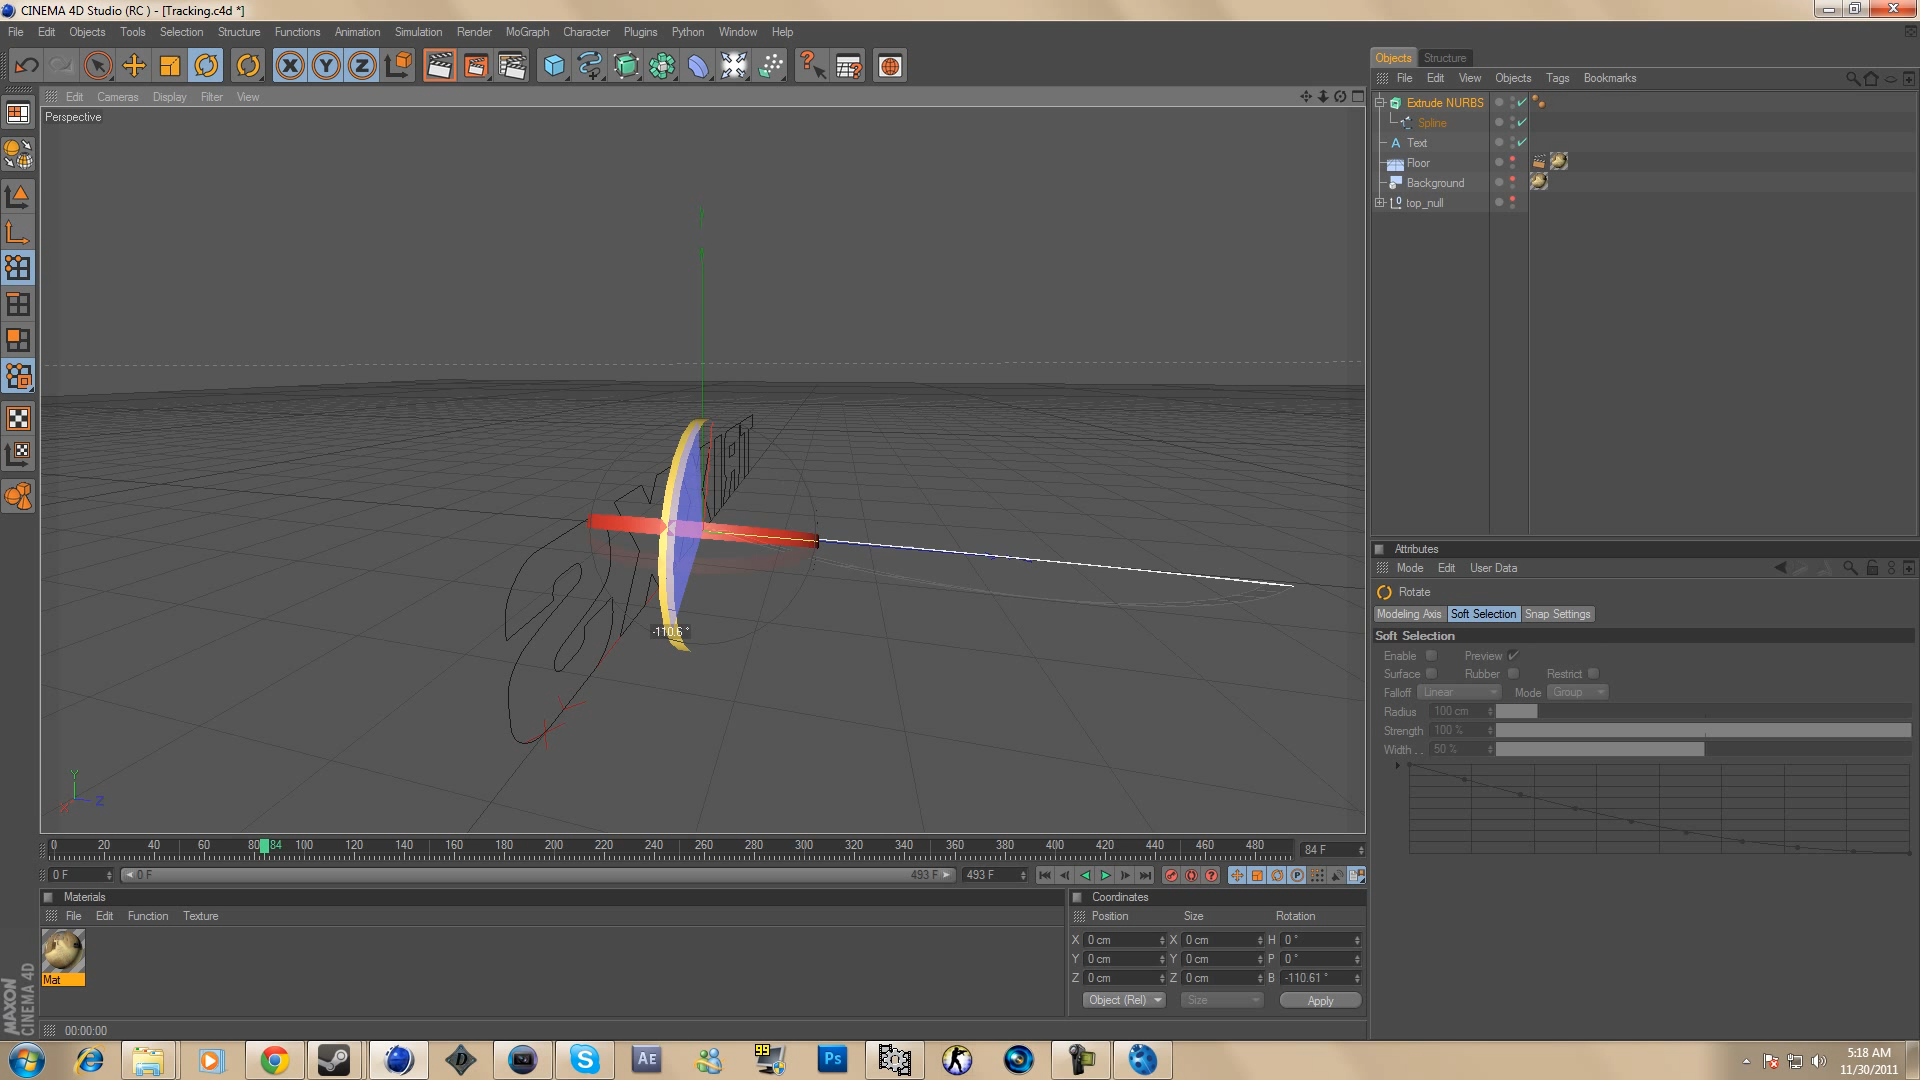 CINEMA 4D Studio (RC ) - [Tracking.c4d *]
File Edit Objects Tools Selection Structure Functions Animation Simulation Render MoGraph Character Plugins Python Window Help
X Y Z
Edit Cameras Display Filter View
Perspective
-110.6 °
Y
Z
0 20 40 60 80 84 100 120 140 160 180 200 220 240 260 280 300 320 340 360 380 400 420 440 460 480
84 F
0 F
0 F
493 F
493 F
Materials
File Edit Function Texture
Mat
MAXON
CINEMA 4D
00:00:00
Coordinates
Position Size Rotation
X 0 cm X 0 cm H 0 °
Y 0 cm Y 0 cm P 0 °
Z 0 cm Z 0 cm B -110.61 °
Object (Rel) Size Apply
Objects Structure
File Edit View Objects Tags Bookmarks
Extrude NURBS
Spline
Text
Floor
Background
top_null
Attributes
Mode Edit User Data
Rotate
Modeling Axis Soft Selection Snap Settings
Soft Selection
Enable Preview
Surface Rubber Restrict
Falloff Linear Mode Group
Radius 100 cm
Strength 100 %
Width . . 50 %
D
Ae
99
Ps
5:18 AM
11/30/2011